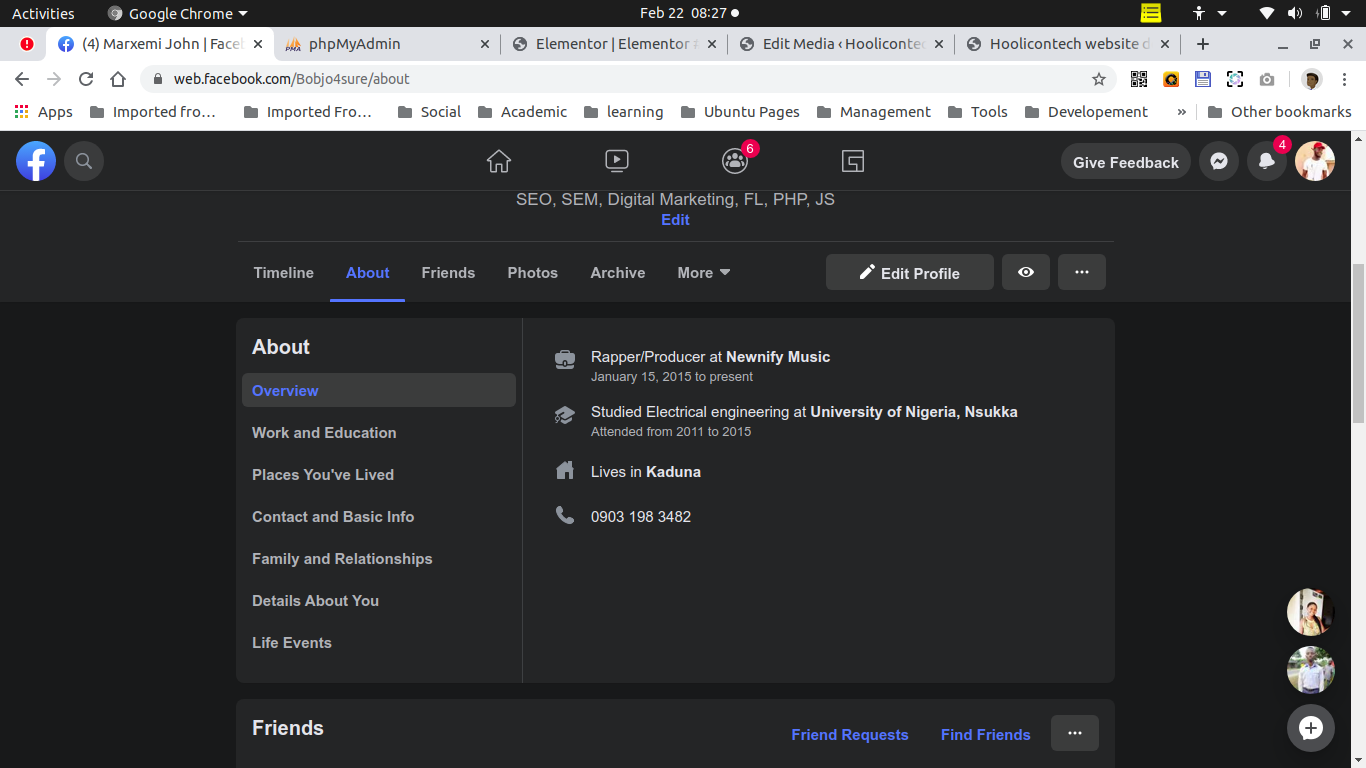 Activities
Google Chrome
Feb 22 08:27
(4) Marxemi John | Face
phpMyAdmin
Elementor | Elementor
Edit Media ‹ Hoolicontec
Hoolicontech website d
web.facebook.com/Bobjo4sure/about
Apps
Imported fro...
Imported Fro...
Social
Academic
learning
Ubuntu Pages
Management
Tools
Developement
»
Other bookmarks
6
Give Feedback
4
SEO, SEM, Digital Marketing, FL, PHP, JS
Edit
Timeline
About
Friends
Photos
Archive
More
Edit Profile
About
Overview
Work and Education
Places You've Lived
Contact and Basic Info
Family and Relationships
Details About You
Life Events
Rapper/Producer at Newnify Music
January 15, 2015 to present
Studied Electrical engineering at University of Nigeria, Nsukka
Attended from 2011 to 2015
Lives in Kaduna
0903 198 3482
Friends
Friend Requests
Find Friends